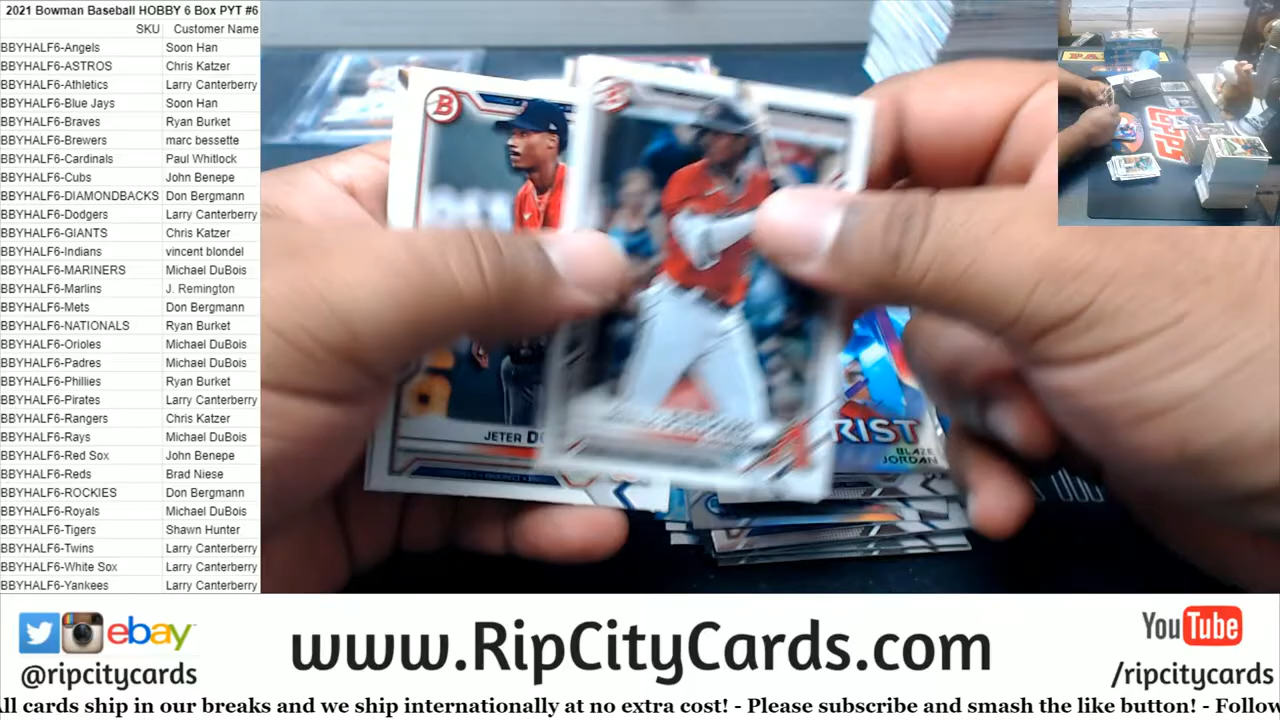 2021 Bowman Baseball HOBBY 6 Box PYT #6
SKU Customer Name
BBYHALF6-Angels Soon Han
BBYHALF6-ASTROS Chris Katzer
BBYHALF6-Athletics Larry Canterberry
BBYHALF6-Blue Jays Soon Han
BBYHALF6-Braves Ryan Burket
BBYHALF6-Brewers marc bessette
BBYHALF6-Cardinals Paul Whitlock
BBYHALF6-Cubs John Benepe
BBYHALF6-DIAMONDBACKS Don Bergmann
BBYHALF6-Dodgers Larry Canterberry
BBYHALF6-GIANTS Chris Katzer
BBYHALF6-Indians vincent blondel
BBYHALF6-MARINERS Michael DuBois
BBYHALF6-Marlins J. Remington
BBYHALF6-Mets Don Bergmann
BBYHALF6-NATIONALS Ryan Burket
BBYHALF6-Orioles Michael DuBois
BBYHALF6-Padres Michael DuBois
BBYHALF6-Phillies Ryan Burket
BBYHALF6-Pirates Larry Canterberry
BBYHALF6-Rangers Chris Katzer
BBYHALF6-Rays Michael DuBois
BBYHALF6-Red Sox John Benepe
BBYHALF6-Reds Brad Niese
BBYHALF6-ROCKIES Don Bergmann
BBYHALF6-Royals Michael DuBois
BBYHALF6-Tigers Shawn Hunter
BBYHALF6-Twins Larry Canterberry
BBYHALF6-White Sox Larry Canterberry
BBYHALF6-Yankees Larry Canterberry
B
B
JETER D
RIST
BLAZE
JORDAN
ebay
@ripcitycards
www.RipCityCards.com
YouTube
/ripcitycards
All cards ship in our breaks and we ship internationally at no extra cost! - Please subscribe and smash the like button! - Follow